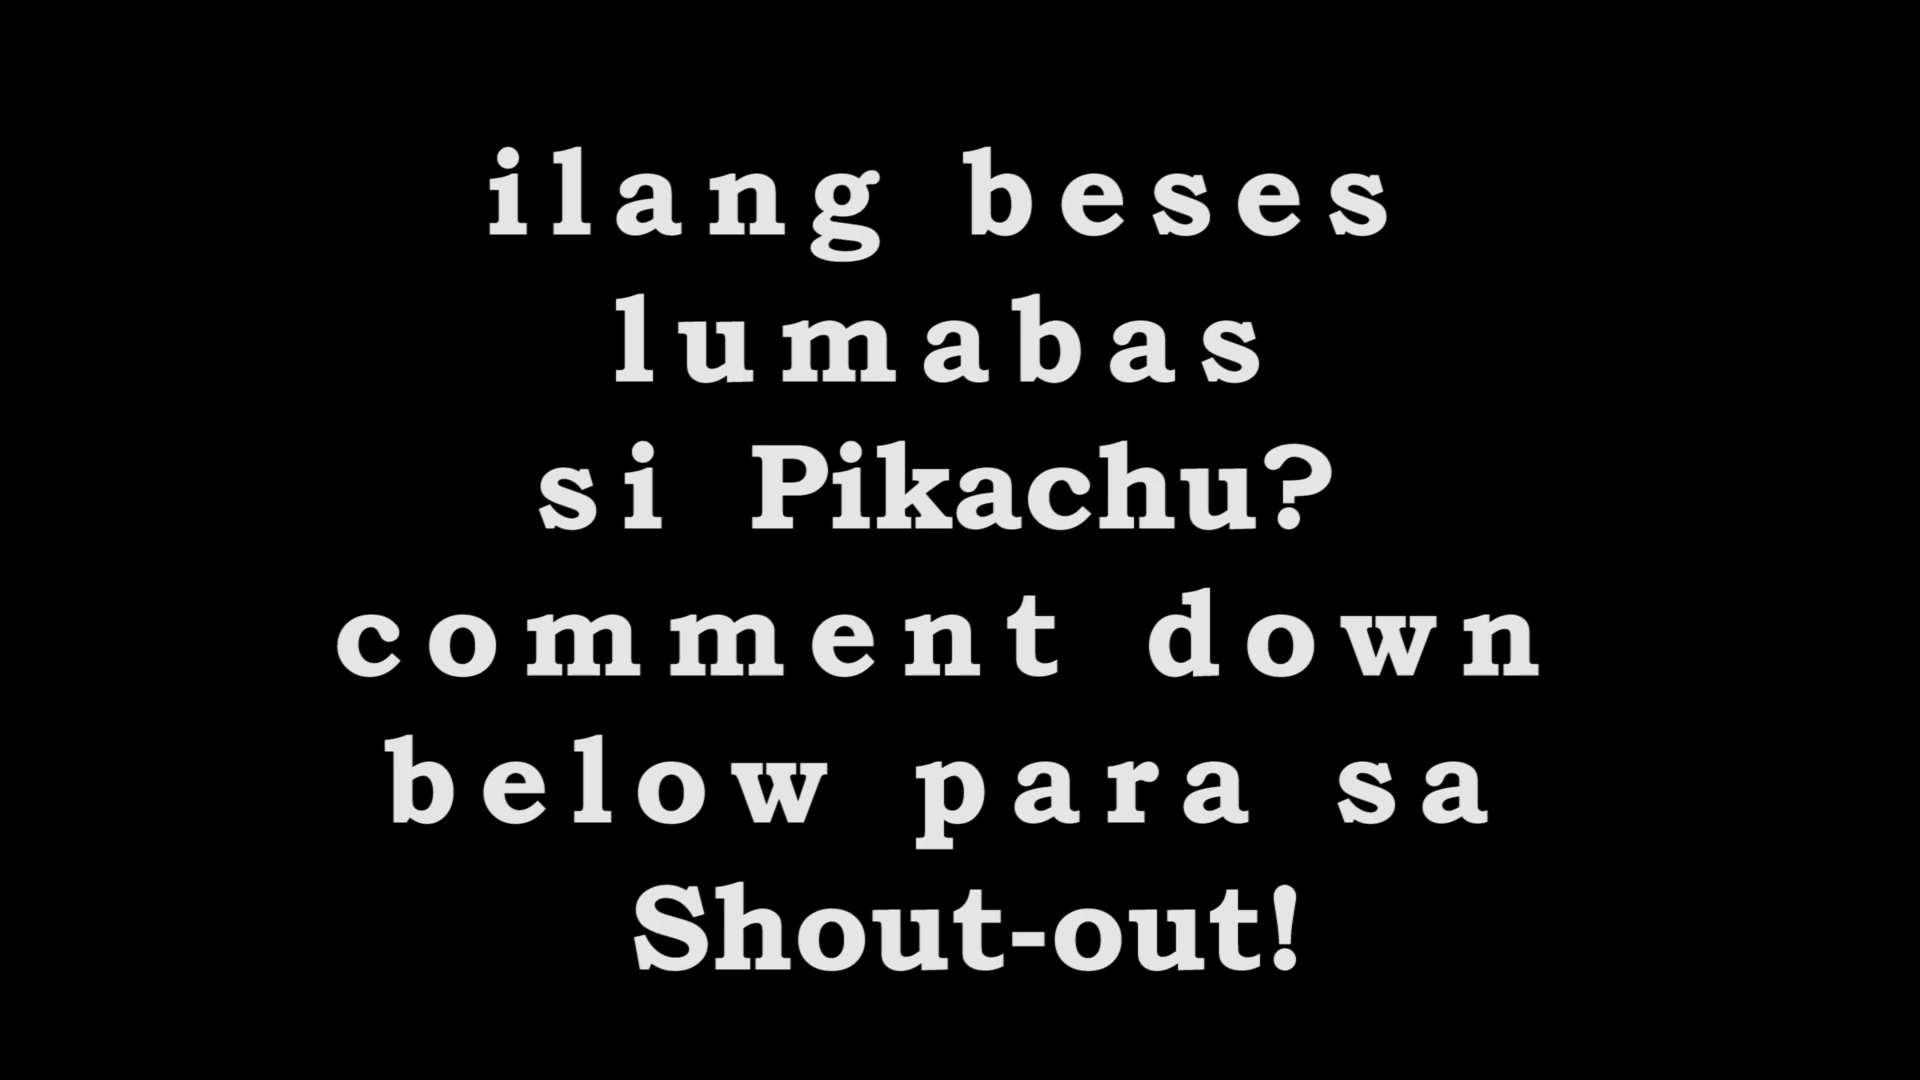 ilang beses
lumabas
si Pikachu?
comment down
below para sa
Shout-out!